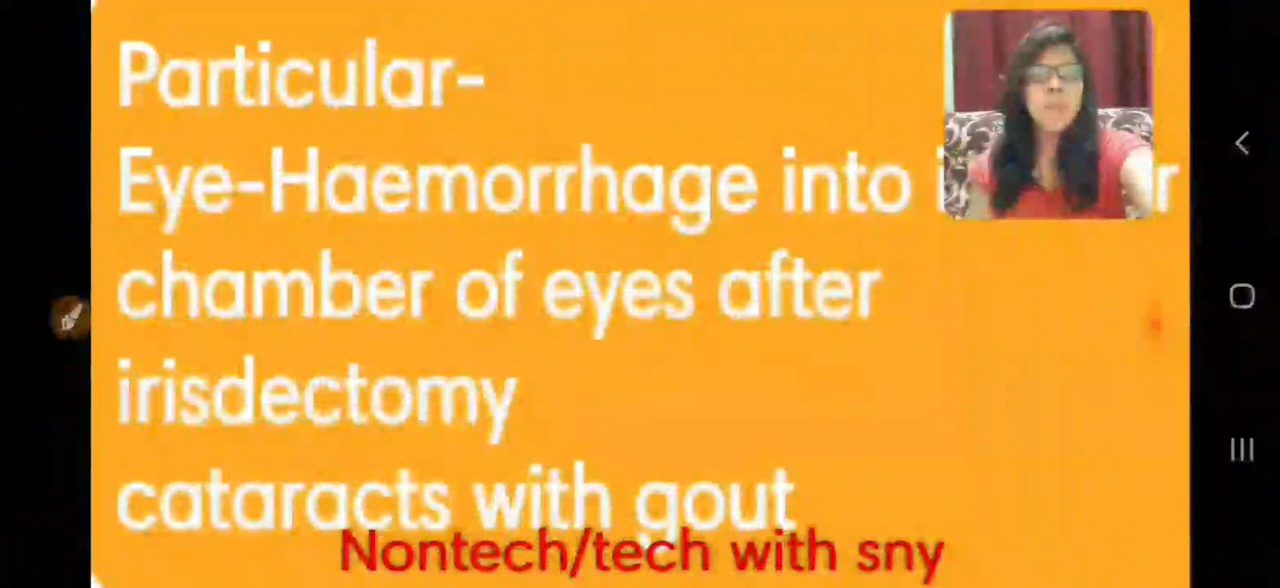 Particular-
Eye-Haemorrhage into
chamber of eyes after
irisdectomy
cataracts with gout
Nontech/tech with sny